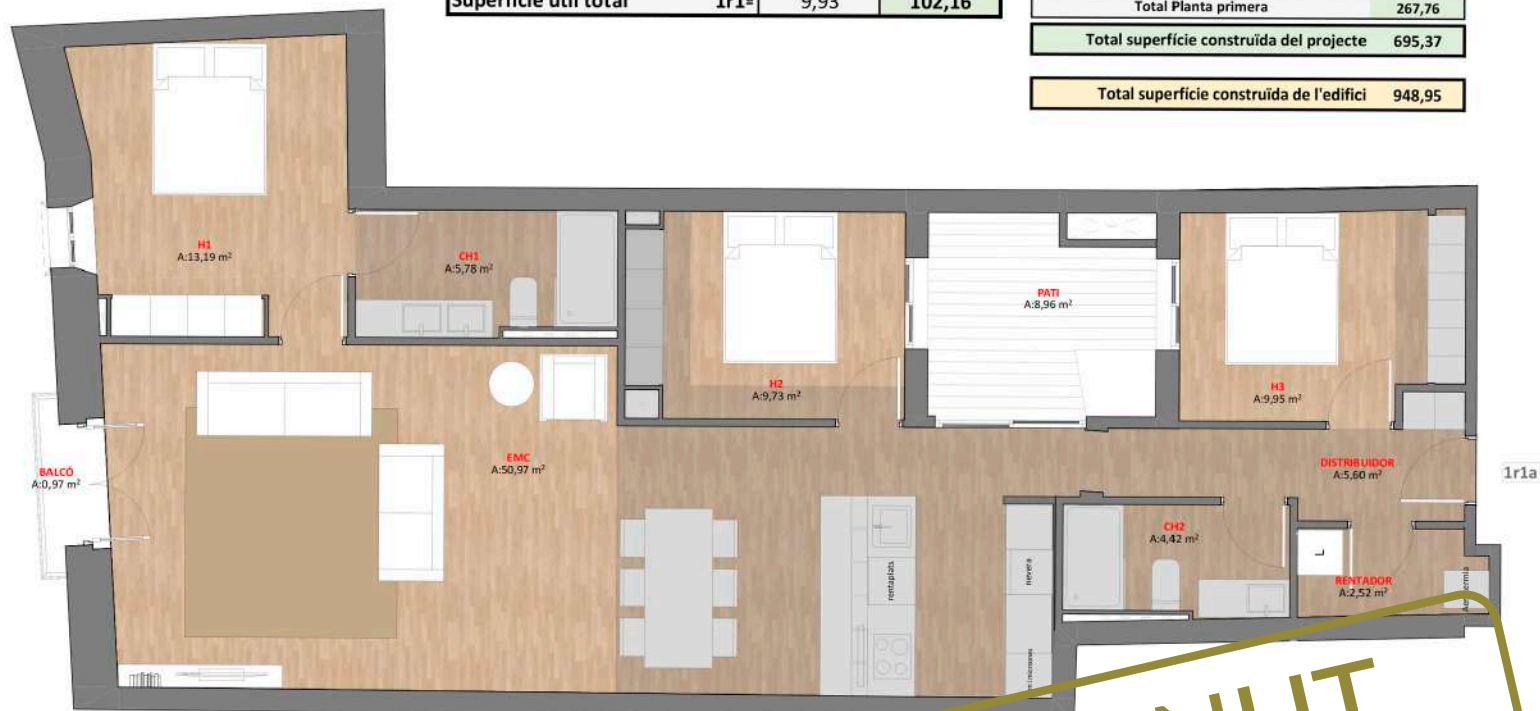 Superfície útil total 1r1ª 9,93 102,16
Total Planta primera 267,76
Total superfície construïda del projecte 695,37
Total superfície construïda de l'edifici 948,95
H1
A:13,19 m²
CH1
A:5,78 m²
PATI
A:8,96 m²
H2
A:9,73 m²
H3
A:9,95 m²
BALCÓ
A:0,97 m²
EMC
A:50,97 m²
DISTRIBUIDOR
A:5,60 m²
1r1a
CH2
A:4,42 m²
rentaplats
nevera
L
RENTADOR
A:2,52 m²